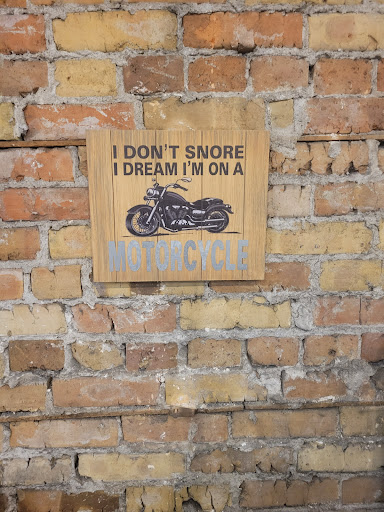 I DON'T SNORE
I DREAM I'M ON A
MOTORCYCLE